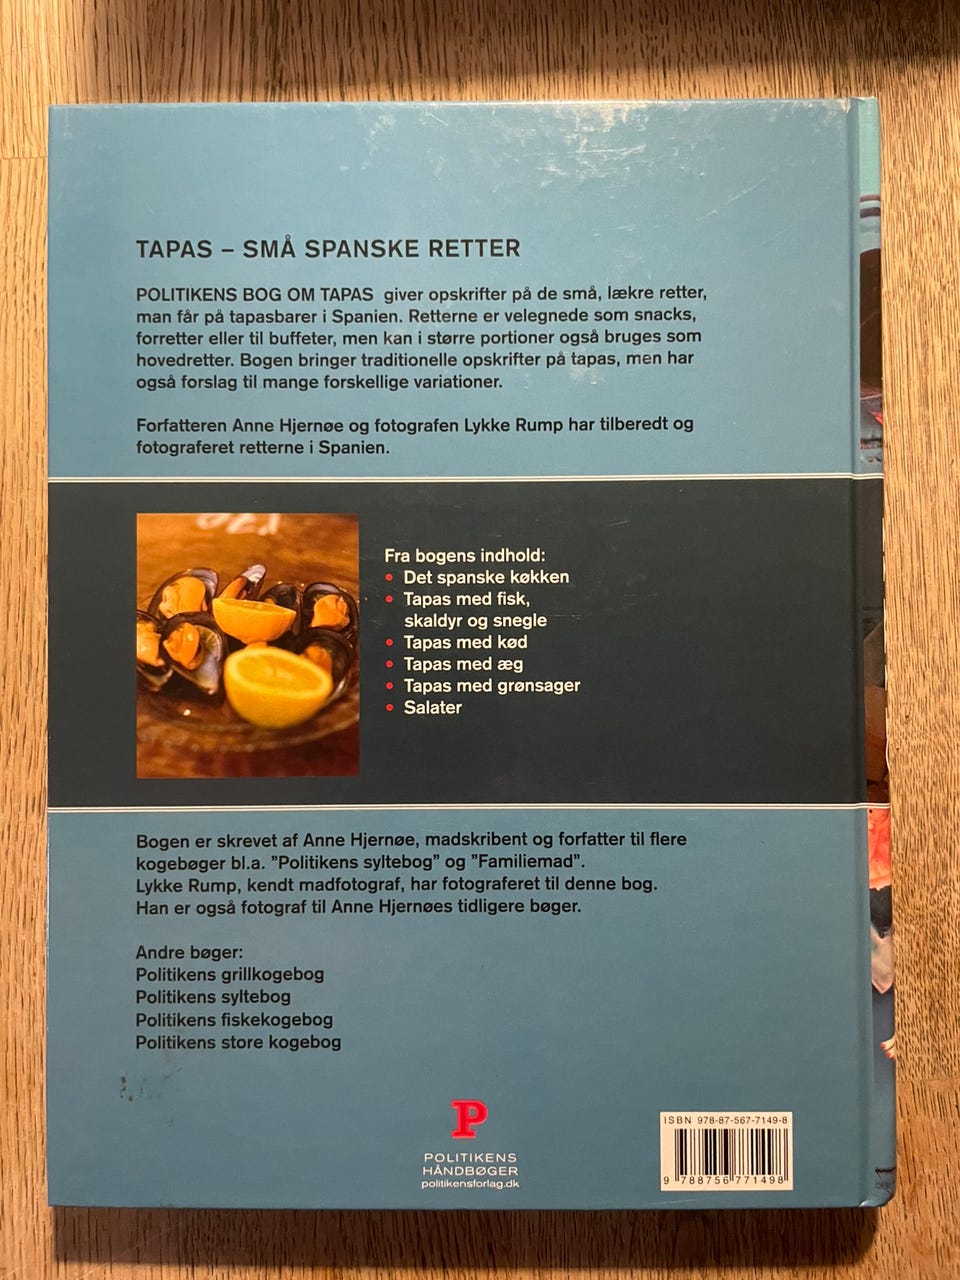 TAPAS – SMÅ SPANSKE RETTER
POLITIKENS BOG OM TAPAS giver opskrifter på de små, lækre retter,
man får på tapasbarer i Spanien. Retterne er velegnede som snacks,
forretter eller til buffeter, men kan i større portioner også bruges som
hovedretter. Bogen bringer traditionelle opskrifter på tapas, men har
også forslag til mange forskellige variationer.
Forfatteren Anne Hjernøe og fotografen Lykke Rump har tilberedt og
fotograferet retterne i Spanien.
Fra bogens indhold:
• Det spanske køkken
• Tapas med fisk,
skaldyr og snegle
• Tapas med kød
• Tapas med æg
• Tapas med grønsager
• Salater
Bogen er skrevet af Anne Hjernøe, madskribent og forfatter til flere
kogebøger bl.a. ”Politikens syltebog” og ”Familiemad”.
Lykke Rump, kendt madfotograf, har fotograferet til denne bog.
Han er også fotograf til Anne Hjernøes tidligere bøger.
Andre bøger:
Politikens grillkogebog
Politikens syltebog
Politikens fiskekogebog
Politikens store kogebog
P
POLITIKENS
HÅNDBØGER
politikensforlag.dk
ISBN 978-87-567-7149-8
9 788756 771498